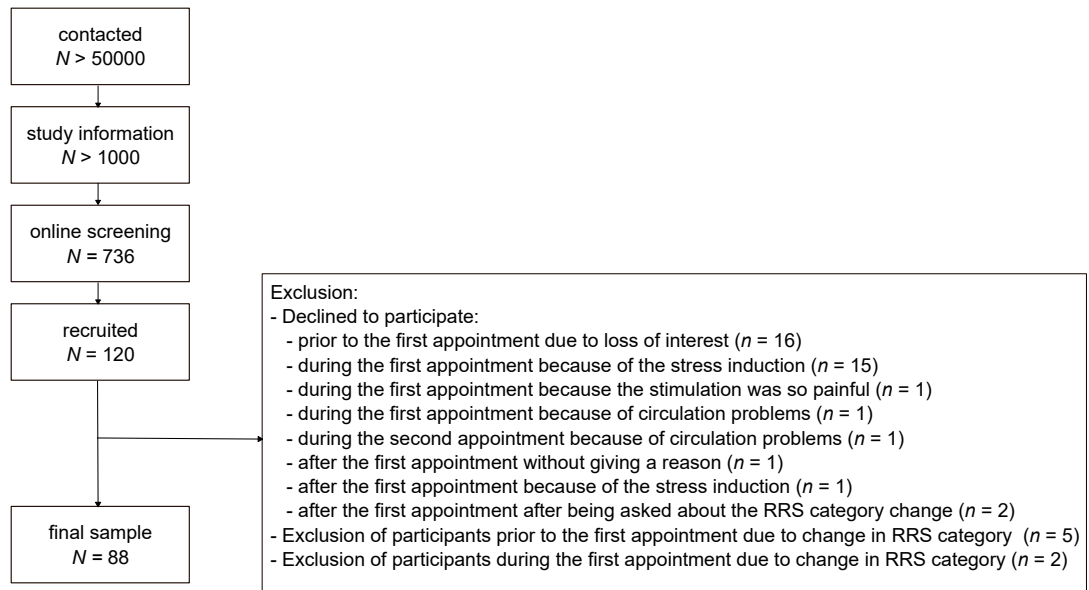 contacted
N > 50000
study information
N > 1000
online screening
N = 736
recruited
N = 120
Exclusion:
- Declined to participate:
- prior to the first appointment due to loss of interest (n = 16)
- during the first appointment because of the stress induction (n = 15)
- during the first appointment because the stimulation was so painful (n = 1)
- during the first appointment because of circulation problems (n = 1)
- during the second appointment because of circulation problems (n = 1)
- after the first appointment without giving a reason (n = 1)
- after the first appointment because of the stress induction (n = 1)
- after the first appointment after being asked about the RRS category change (n = 2)
- Exclusion of participants prior to the first appointment due to change in RRS category (n = 5)
- Exclusion of participants during the first appointment due to change in RRS category (n = 2)
final sample
N = 88